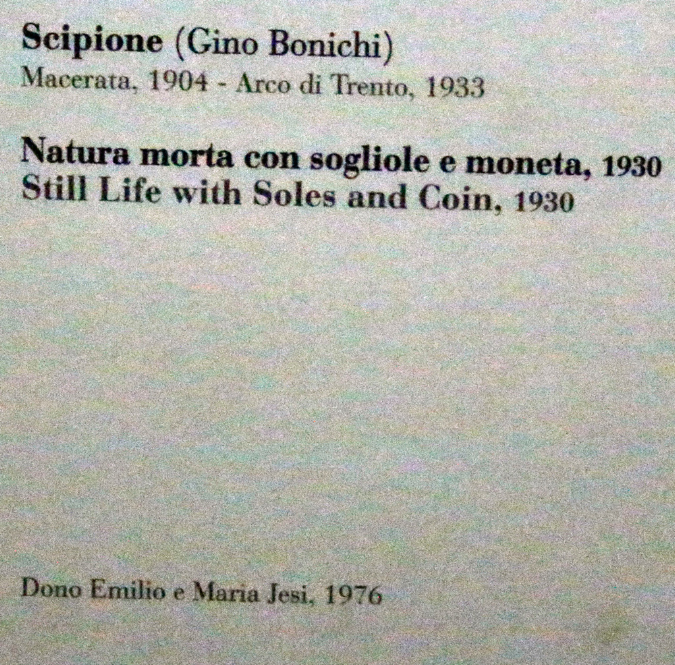 Scipione (Gino Bonichi)
Macerata, 1904 - Arco di Trento, 1933
Natura morta con sogliole e moneta, 1930
Still Life with Soles and Coin, 1930
Dono Emilio e Maria Jesi, 1976